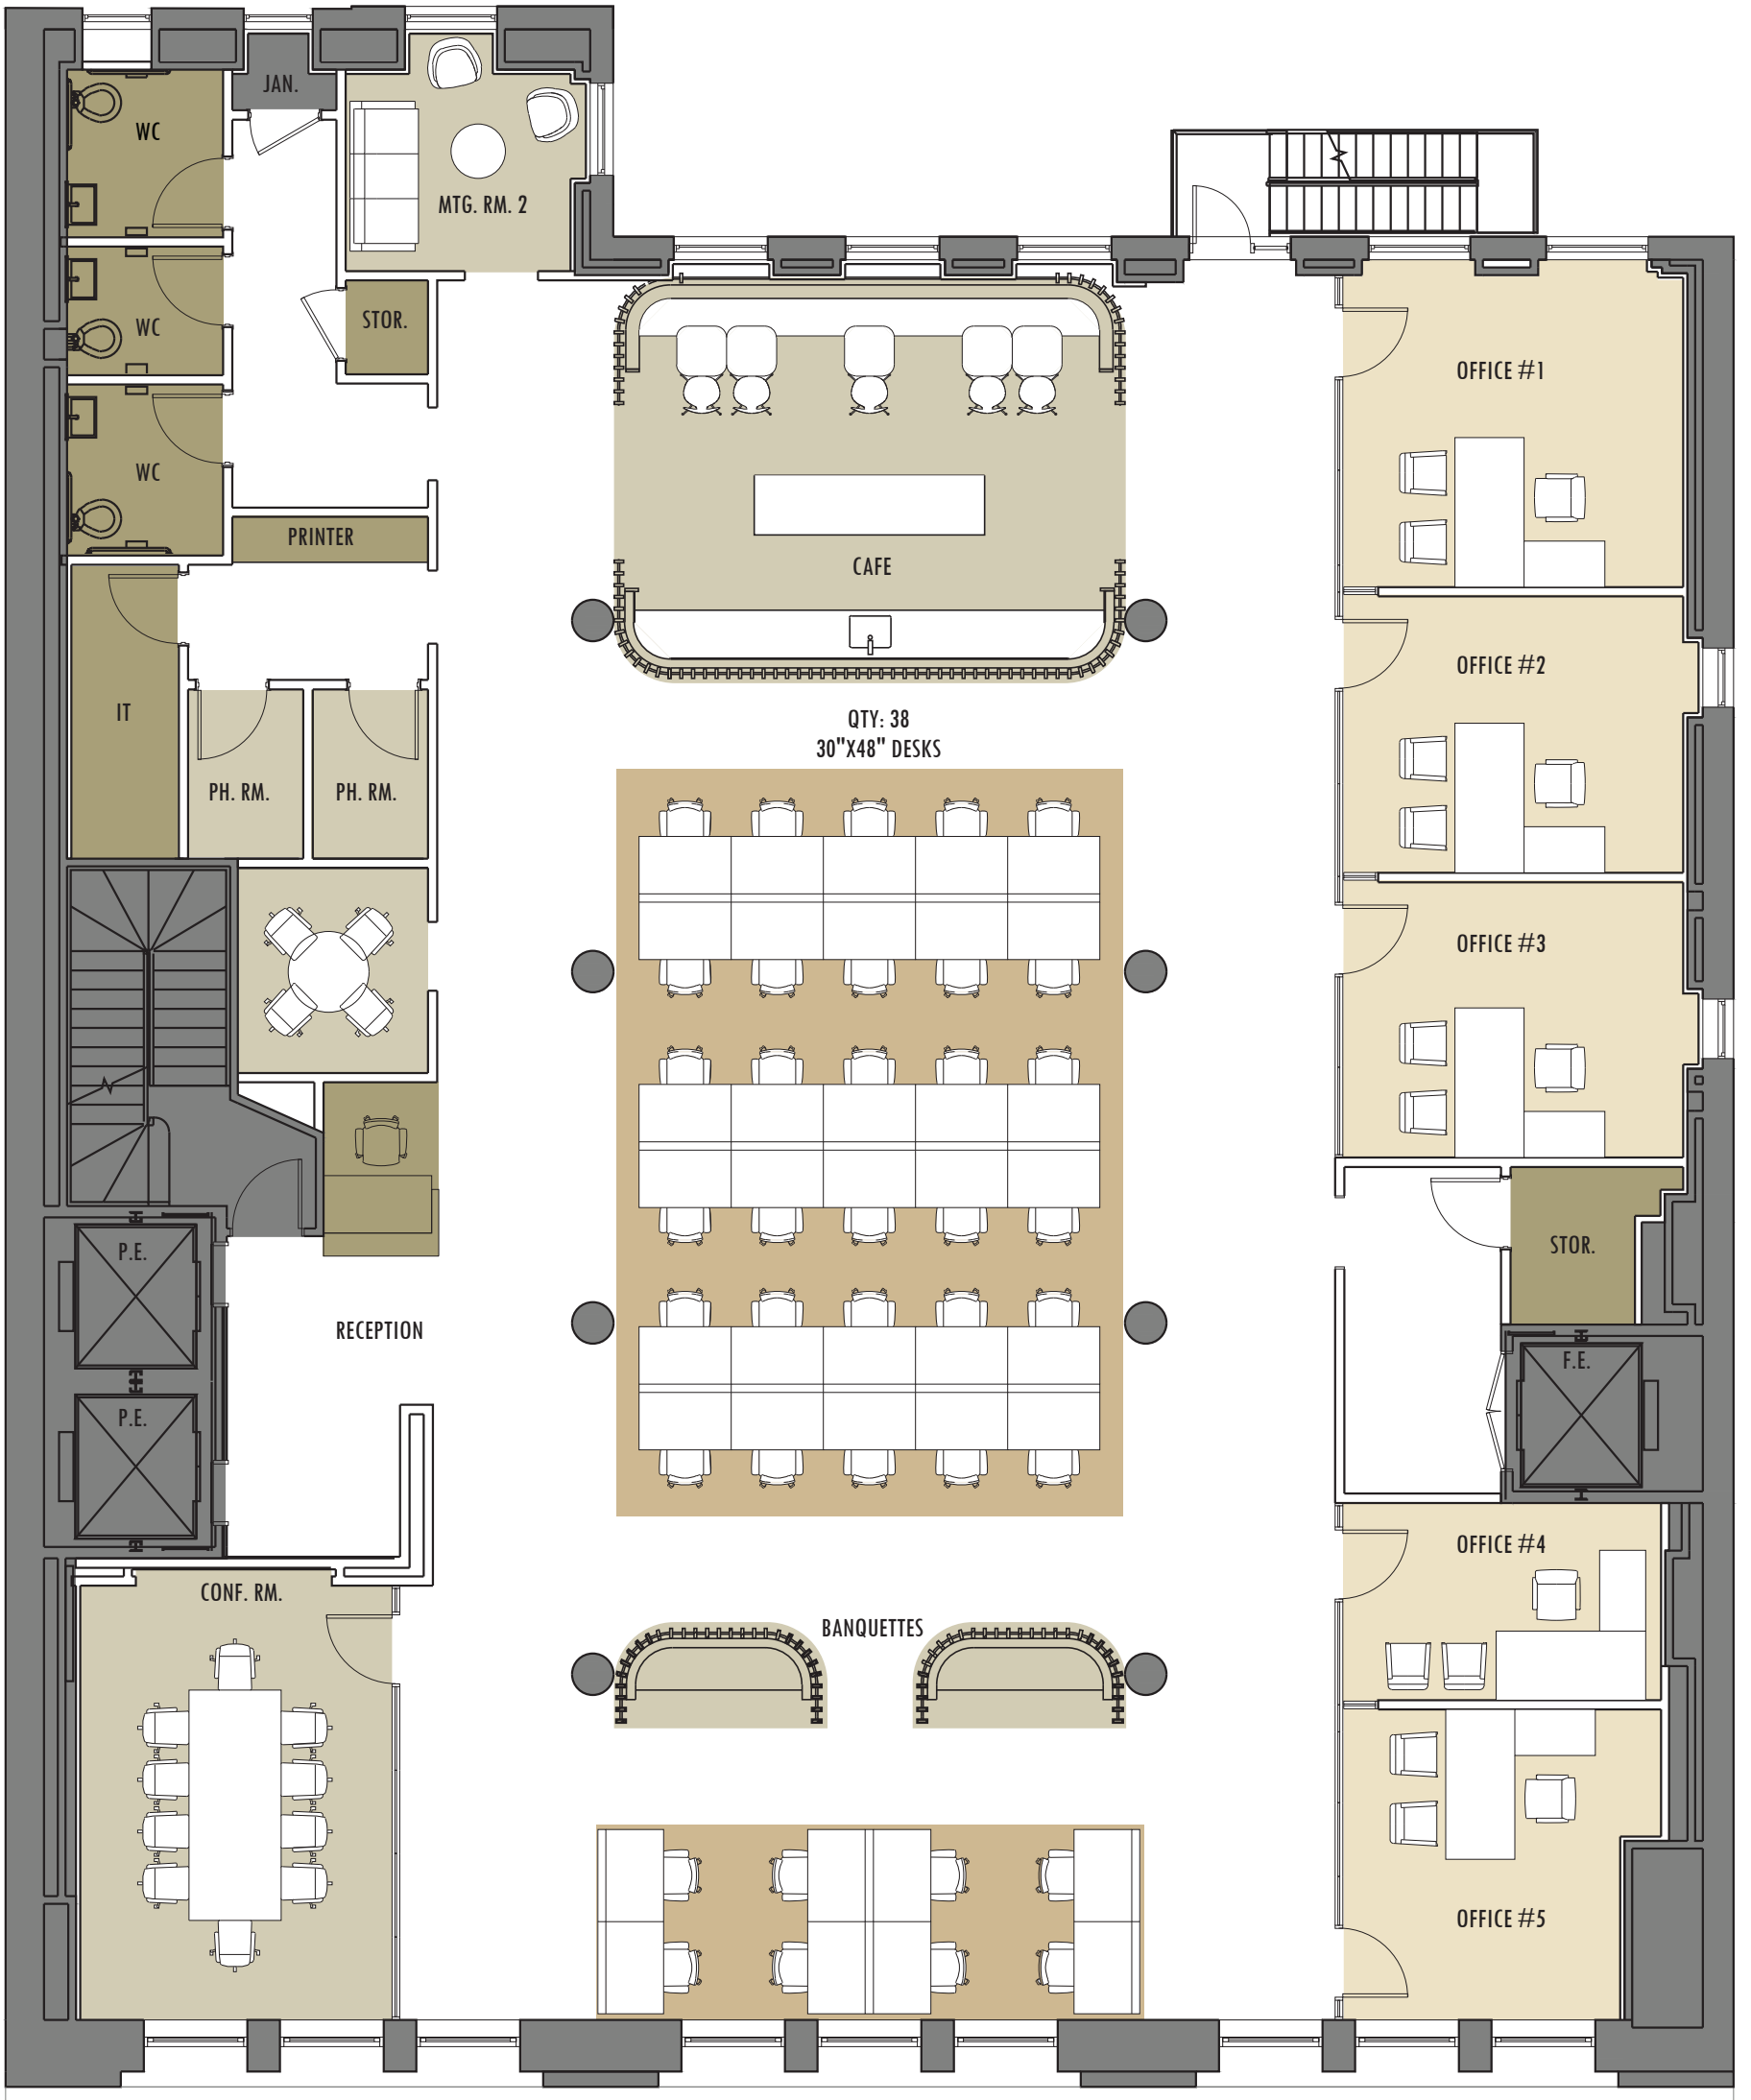 JAN.
WC
MTG. RM. 2
WC
STOR.
OFFICE #1
WC
PRINTER
CAFE
OFFICE #2
IT
QTY: 38
30"X48" DESKS
PH. RM.
PH. RM.
OFFICE #3
P.E.
STOR.
RECEPTION
F.E.
P.E.
OFFICE #4
CONF. RM.
BANQUETTES
OFFICE #5